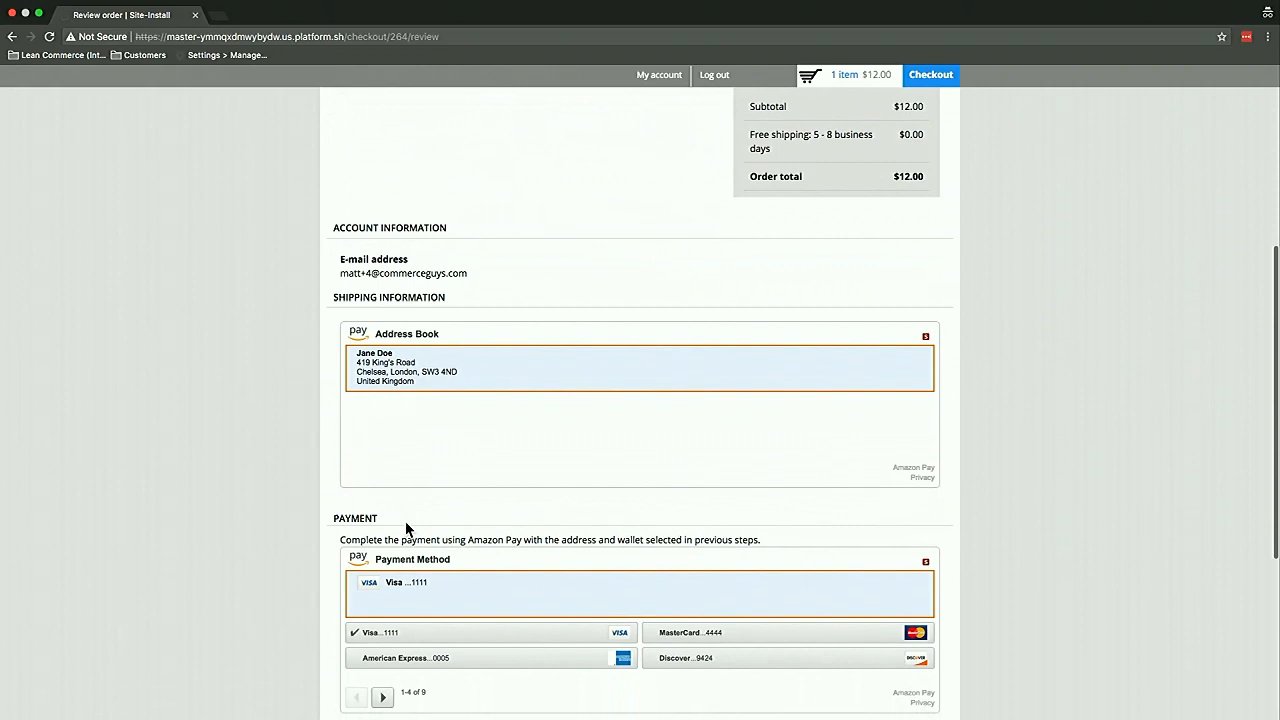 Review order | Site-Install
Not Secure | https://master-ymmqxdmwybydw.us.platform.sh/checkout/264/review
Lean Commerce (Int... Customers Settings > Manage...
My account Log out 1 item $12.00 Checkout
Subtotal $12.00
Free shipping: 5 - 8 business $0.00
days
Order total $12.00
ACCOUNT INFORMATION
E-mail address
matt+4@commerceguys.com
SHIPPING INFORMATION
pay Address Book
Jane Doe
419 King's Road
Chelsea, London, SW3 4ND
United Kingdom
Amazon Pay
Privacy
PAYMENT
Complete the payment using Amazon Pay with the address and wallet selected in previous steps.
pay Payment Method
VISA Visa ...1111
Visa...1111 VISA MasterCard...4444
American Express...0005 Discover...9424 DISCOVER
1-4 of 9
Amazon Pay
Privacy